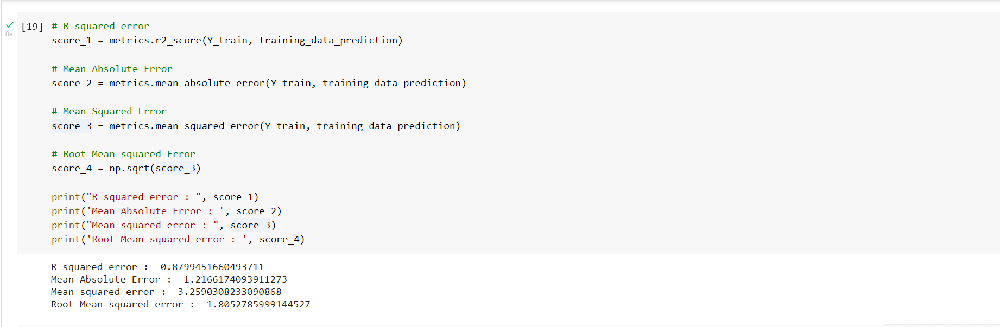 [19] # R squared error
0s
score_1 = metrics.r2_score(Y_train, training_data_prediction)
# Mean Absolute Error
score_2 = metrics.mean_absolute_error(Y_train, training_data_prediction)
# Mean Squared Error
score_3 = metrics.mean_squared_error(Y_train, training_data_prediction)
# Root Mean squared Error
score_4 = np.sqrt(score_3)
print("R squared error : ", score_1)
print('Mean Absolute Error : ', score_2)
print("Mean squared error : ", score_3)
print('Root Mean squared error : ', score_4)
R squared error :  0.8799451660493711
Mean Absolute Error :  1.2166174093911273
Mean squared error :  3.2590308233090868
Root Mean squared error :  1.8052785999144527